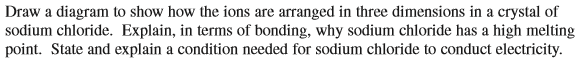 Draw a diagram to show how the ions are arranged in three dimensions in a crystal of
sodium chloride. Explain, in terms of bonding, why sodium chloride has a high melting
point. State and explain a condition needed for sodium chloride to conduct electricity.